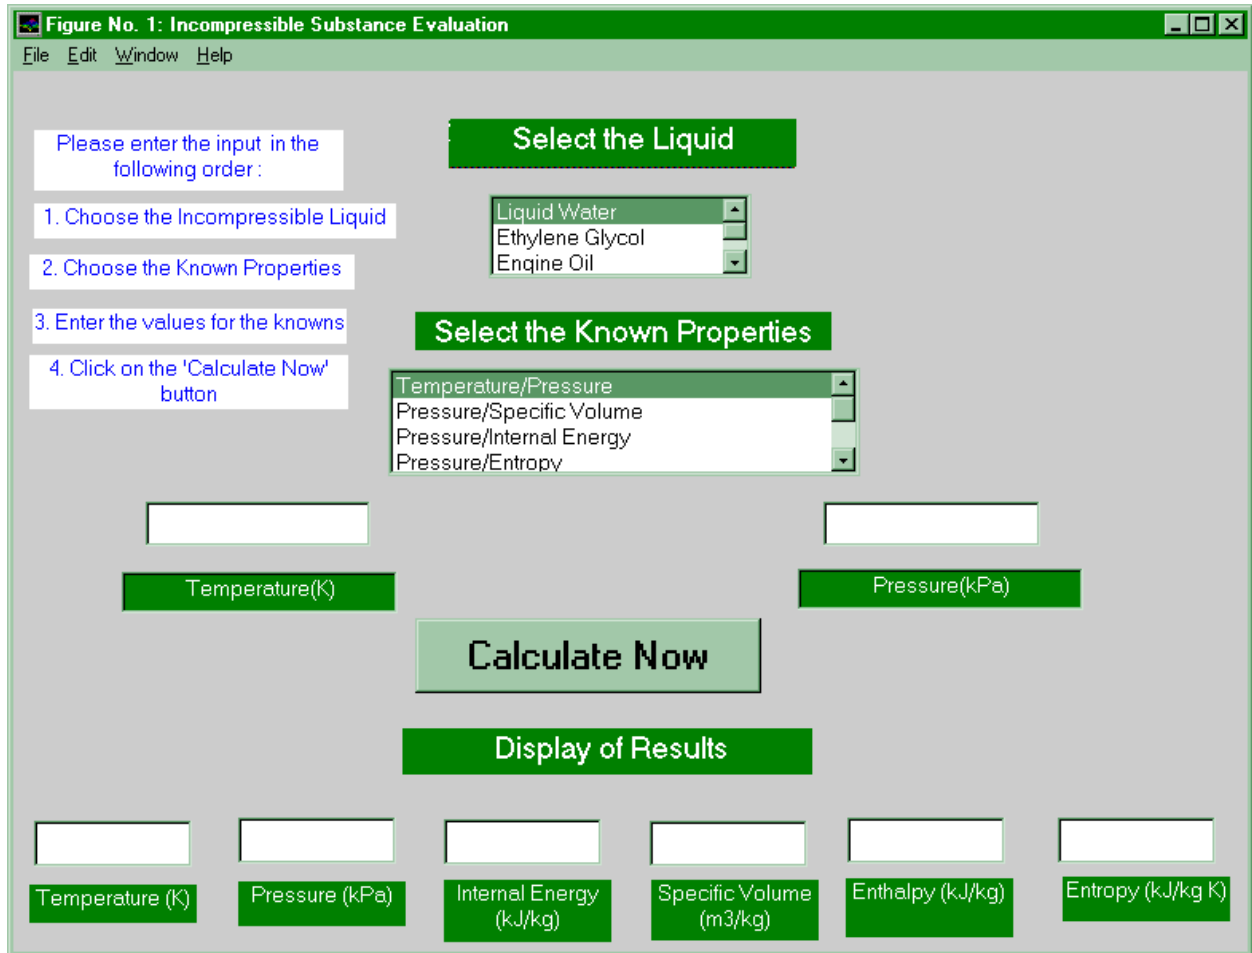 Figure No. 1: Incompressible Substance Evaluation
File Edit Window Help
Please enter the input in the
following order :
1. Choose the Incompressible Liquid
2. Choose the Known Properties
3. Enter the values for the knowns
4. Click on the 'Calculate Now'
button
Select the Liquid
Liquid Water
Ethylene Glycol
Engine Oil
Select the Known Properties
Temperature/Pressure
Pressure/Specific Volume
Pressure/Internal Energy
Pressure/Entropy
Temperature(K)
Pressure(kPa)
Calculate Now
Display of Results
Temperature (K)
Pressure (kPa)
Internal Energy
(kJ/kg)
Specific Volume
(m3/kg)
Enthalpy (kJ/kg)
Entropy (kJ/kg K)